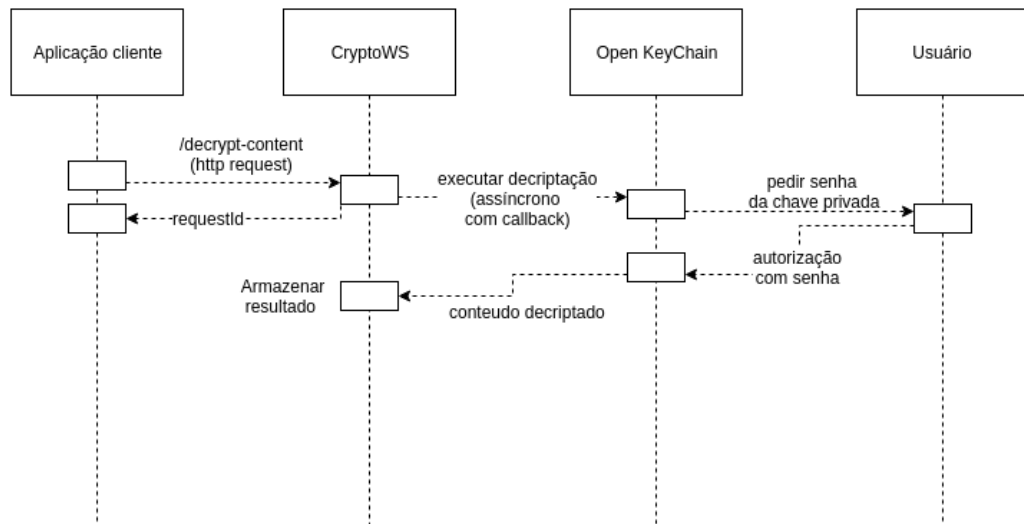 Aplicação cliente
CryptoWS
Open KeyChain
Usuário
/decrypt-content
(http request)
requestId
executar decriptação
(assíncrono
com callback)
pedir senha
da chave privada
autorização
com senha
Armazenar
resultado
conteudo decriptado